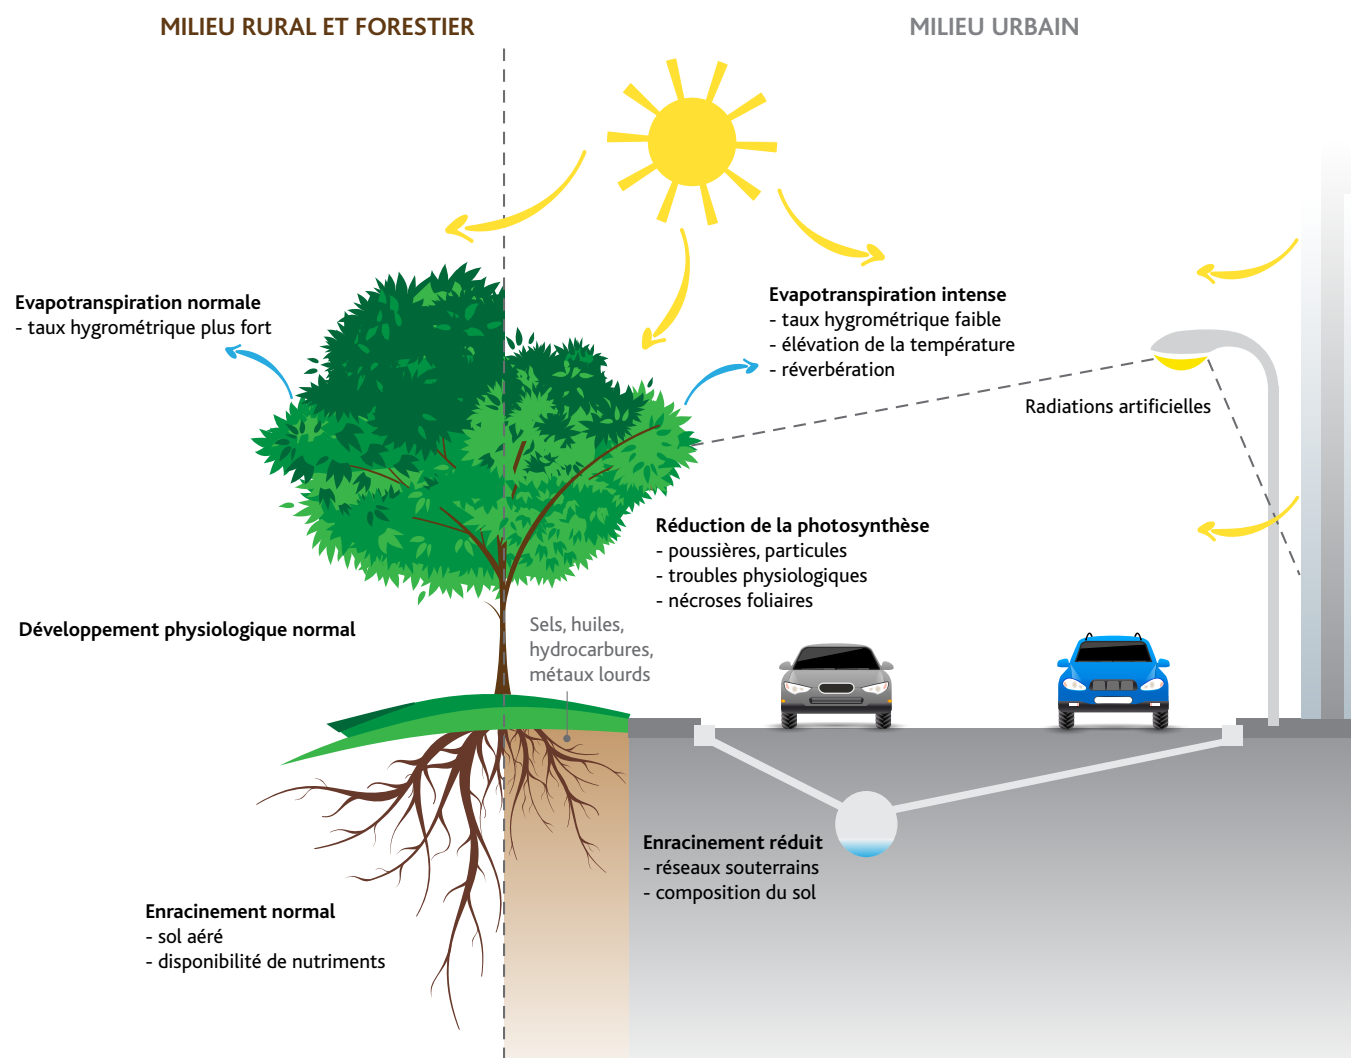 MILIEU RURAL ET FORESTIER
MILIEU URBAIN
Evapotranspiration normale
- taux hygrométrique plus fort
Evapotranspiration intense
- taux hygrométrique faible
- élévation de la température
- réverbération
Radiations artificielles
Réduction de la photosynthèse
- poussières, particules
- troubles physiologiques
- nécroses foliaires
Développement physiologique normal
Sels, huiles,
hydrocarbures,
métaux lourds
Enracinement réduit
- réseaux souterrains
- composition du sol
Enracinement normal
- sol aéré
- disponibilité de nutriments